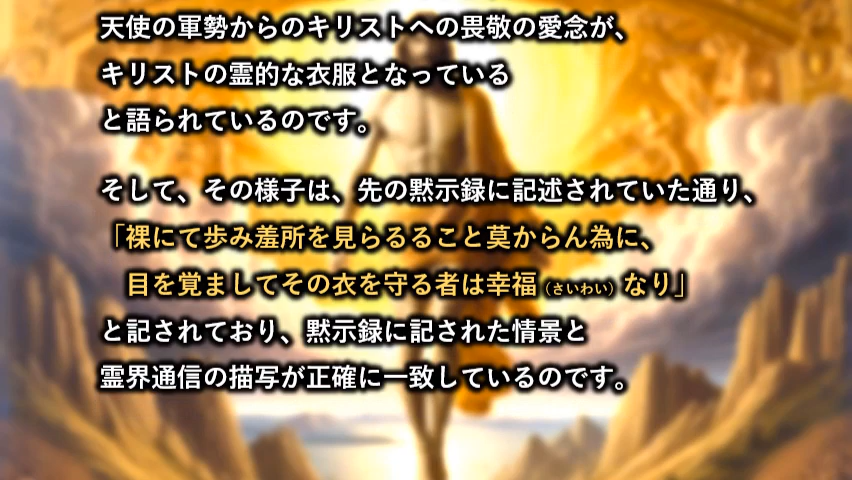 天使の軍勢からのキリストへの畏敬の愛念が、
キリストの霊的な衣服となっている
と語られているのです。
そして、その様子は、先の黙示録に記述されていた通り、
「裸にて歩み羞所を見らるること莫からん為に、
目を覚ましてその衣を守る者は幸福（さいわい）なり」
と記されており、黙示録に記された情景と
霊界通信の描写が正確に一致しているのです。